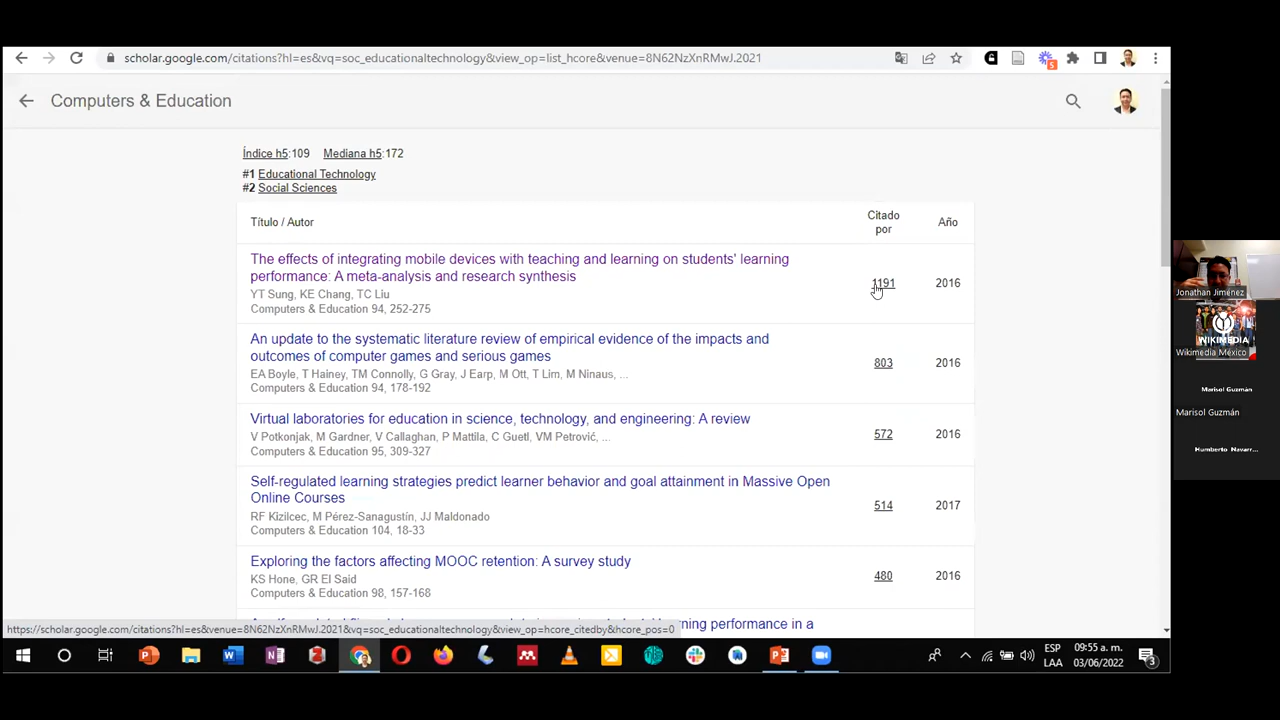 scholar.google.com/citations?hl=es&vq=soc_educationaltechnology&view_op=list_hcore&venue=8N62NzXnRMwJ.2021
5
Computers & Education
Índice h5:109 Mediana h5:172
#1 Educational Technology
#2 Social Sciences
Título / Autor
Citado
por
Año
The effects of integrating mobile devices with teaching and learning on students' learning
performance: A meta-analysis and research synthesis
YT Sung, KE Chang, TC Liu
Computers & Education 94, 252-275
1191
2016
An update to the systematic literature review of empirical evidence of the impacts and
outcomes of computer games and serious games
EA Boyle, T Hainey, TM Connolly, G Gray, J Earp, M Ott, T Lim, M Ninaus, ...
Computers & Education 94, 178-192
803
2016
Virtual laboratories for education in science, technology, and engineering: A review
V Potkonjak, M Gardner, V Callaghan, P Mattila, C Guetl, VM Petrović, ...
Computers & Education 95, 309-327
572
2016
Self-regulated learning strategies predict learner behavior and goal attainment in Massive Open
Online Courses
RF Kizilcec, M Pérez-Sanagustín, JJ Maldonado
Computers & Education 104, 18-33
514
2017
Exploring the factors affecting MOOC retention: A survey study
KS Hone, GR El Said
Computers & Education 98, 157-168
480
2016
learning performance in a
https://scholar.google.com/citations?hl=es&venue=8N62NzXnRMwJ.2021&vq=soc_educationaltechnology&view_op=hcore_citedby&hcore_pos=0
ESP
LAA
09:55 a. m.
03/06/2022
3
Jonathan Jiménez
WIKIMEDIA
Wikimedia México
Marisol Guzmán
Marisol Guzmán
Humberto Navarr...